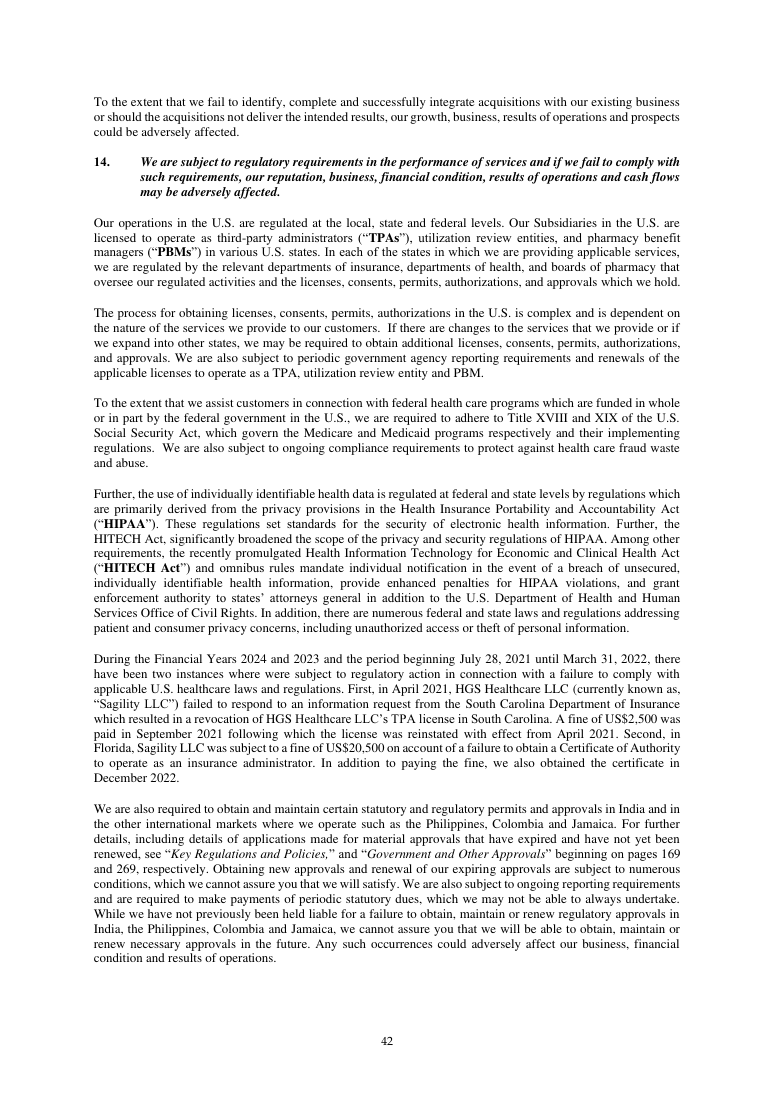 To the extent that we fail to identify, complete and successfully integrate acquisitions with our existing business
or should the acquisitions not deliver the intended results, our growth, business, results of operations and prospects
could be adversely affected.
14. We are subject to regulatory requirements in the performance of services and if we fail to comply with
such requirements, our reputation, business, financial condition, results of operations and cash flows
may be adversely affected.
Our operations in the U.S. are regulated at the local, state and federal levels. Our Subsidiaries in the U.S. are
licensed to operate as third-party administrators (“TPAs”), utilization review entities, and pharmacy benefit
managers (“PBMs”) in various U.S. states. In each of the states in which we are providing applicable services,
we are regulated by the relevant departments of insurance, departments of health, and boards of pharmacy that
oversee our regulated activities and the licenses, consents, permits, authorizations, and approvals which we hold.
The process for obtaining licenses, consents, permits, authorizations in the U.S. is complex and is dependent on
the nature of the services we provide to our customers. If there are changes to the services that we provide or if
we expand into other states, we may be required to obtain additional licenses, consents, permits, authorizations,
and approvals. We are also subject to periodic government agency reporting requirements and renewals of the
applicable licenses to operate as a TPA, utilization review entity and PBM.
To the extent that we assist customers in connection with federal health care programs which are funded in whole
or in part by the federal government in the U.S., we are required to adhere to Title XVIII and XIX of the U.S.
Social Security Act, which govern the Medicare and Medicaid programs respectively and their implementing
regulations. We are also subject to ongoing compliance requirements to protect against health care fraud waste
and abuse.
Further, the use of individually identifiable health data is regulated at federal and state levels by regulations which
are primarily derived from the privacy provisions in the Health Insurance Portability and Accountability Act
(“HIPAA”). These regulations set standards for the security of electronic health information. Further, the
HITECH Act, significantly broadened the scope of the privacy and security regulations of HIPAA. Among other
requirements, the recently promulgated Health Information Technology for Economic and Clinical Health Act
(“HITECH Act”) and omnibus rules mandate individual notification in the event of a breach of unsecured,
individually identifiable health information, provide enhanced penalties for HIPAA violations, and grant
enforcement authority to states’ attorneys general in addition to the U.S. Department of Health and Human
Services Office of Civil Rights. In addition, there are numerous federal and state laws and regulations addressing
patient and consumer privacy concerns, including unauthorized access or theft of personal information.
During the Financial Years 2024 and 2023 and the period beginning July 28, 2021 until March 31, 2022, there
have been two instances where were subject to regulatory action in connection with a failure to comply with
applicable U.S. healthcare laws and regulations. First, in April 2021, HGS Healthcare LLC (currently known as,
“Sagility LLC”) failed to respond to an information request from the South Carolina Department of Insurance
which resulted in a revocation of HGS Healthcare LLC’s TPA license in South Carolina. A fine of US$2,500 was
paid in September 2021 following which the license was reinstated with effect from April 2021. Second, in
Florida, Sagility LLC was subject to a fine of US$20,500 on account of a failure to obtain a Certificate of Authority
to operate as an insurance administrator. In addition to paying the fine, we also obtained the certificate in
December 2022.
We are also required to obtain and maintain certain statutory and regulatory permits and approvals in India and in
the other international markets where we operate such as the Philippines, Colombia and Jamaica. For further
details, including details of applications made for material approvals that have expired and have not yet been
renewed, see “Key Regulations and Policies,” and “Government and Other Approvals” beginning on pages 169
and 269, respectively. Obtaining new approvals and renewal of our expiring approvals are subject to numerous
conditions, which we cannot assure you that we will satisfy. We are also subject to ongoing reporting requirements
and are required to make payments of periodic statutory dues, which we may not be able to always undertake.
While we have not previously been held liable for a failure to obtain, maintain or renew regulatory approvals in
India, the Philippines, Colombia and Jamaica, we cannot assure you that we will be able to obtain, maintain or
renew necessary approvals in the future. Any such occurrences could adversely affect our business, financial
condition and results of operations.
42